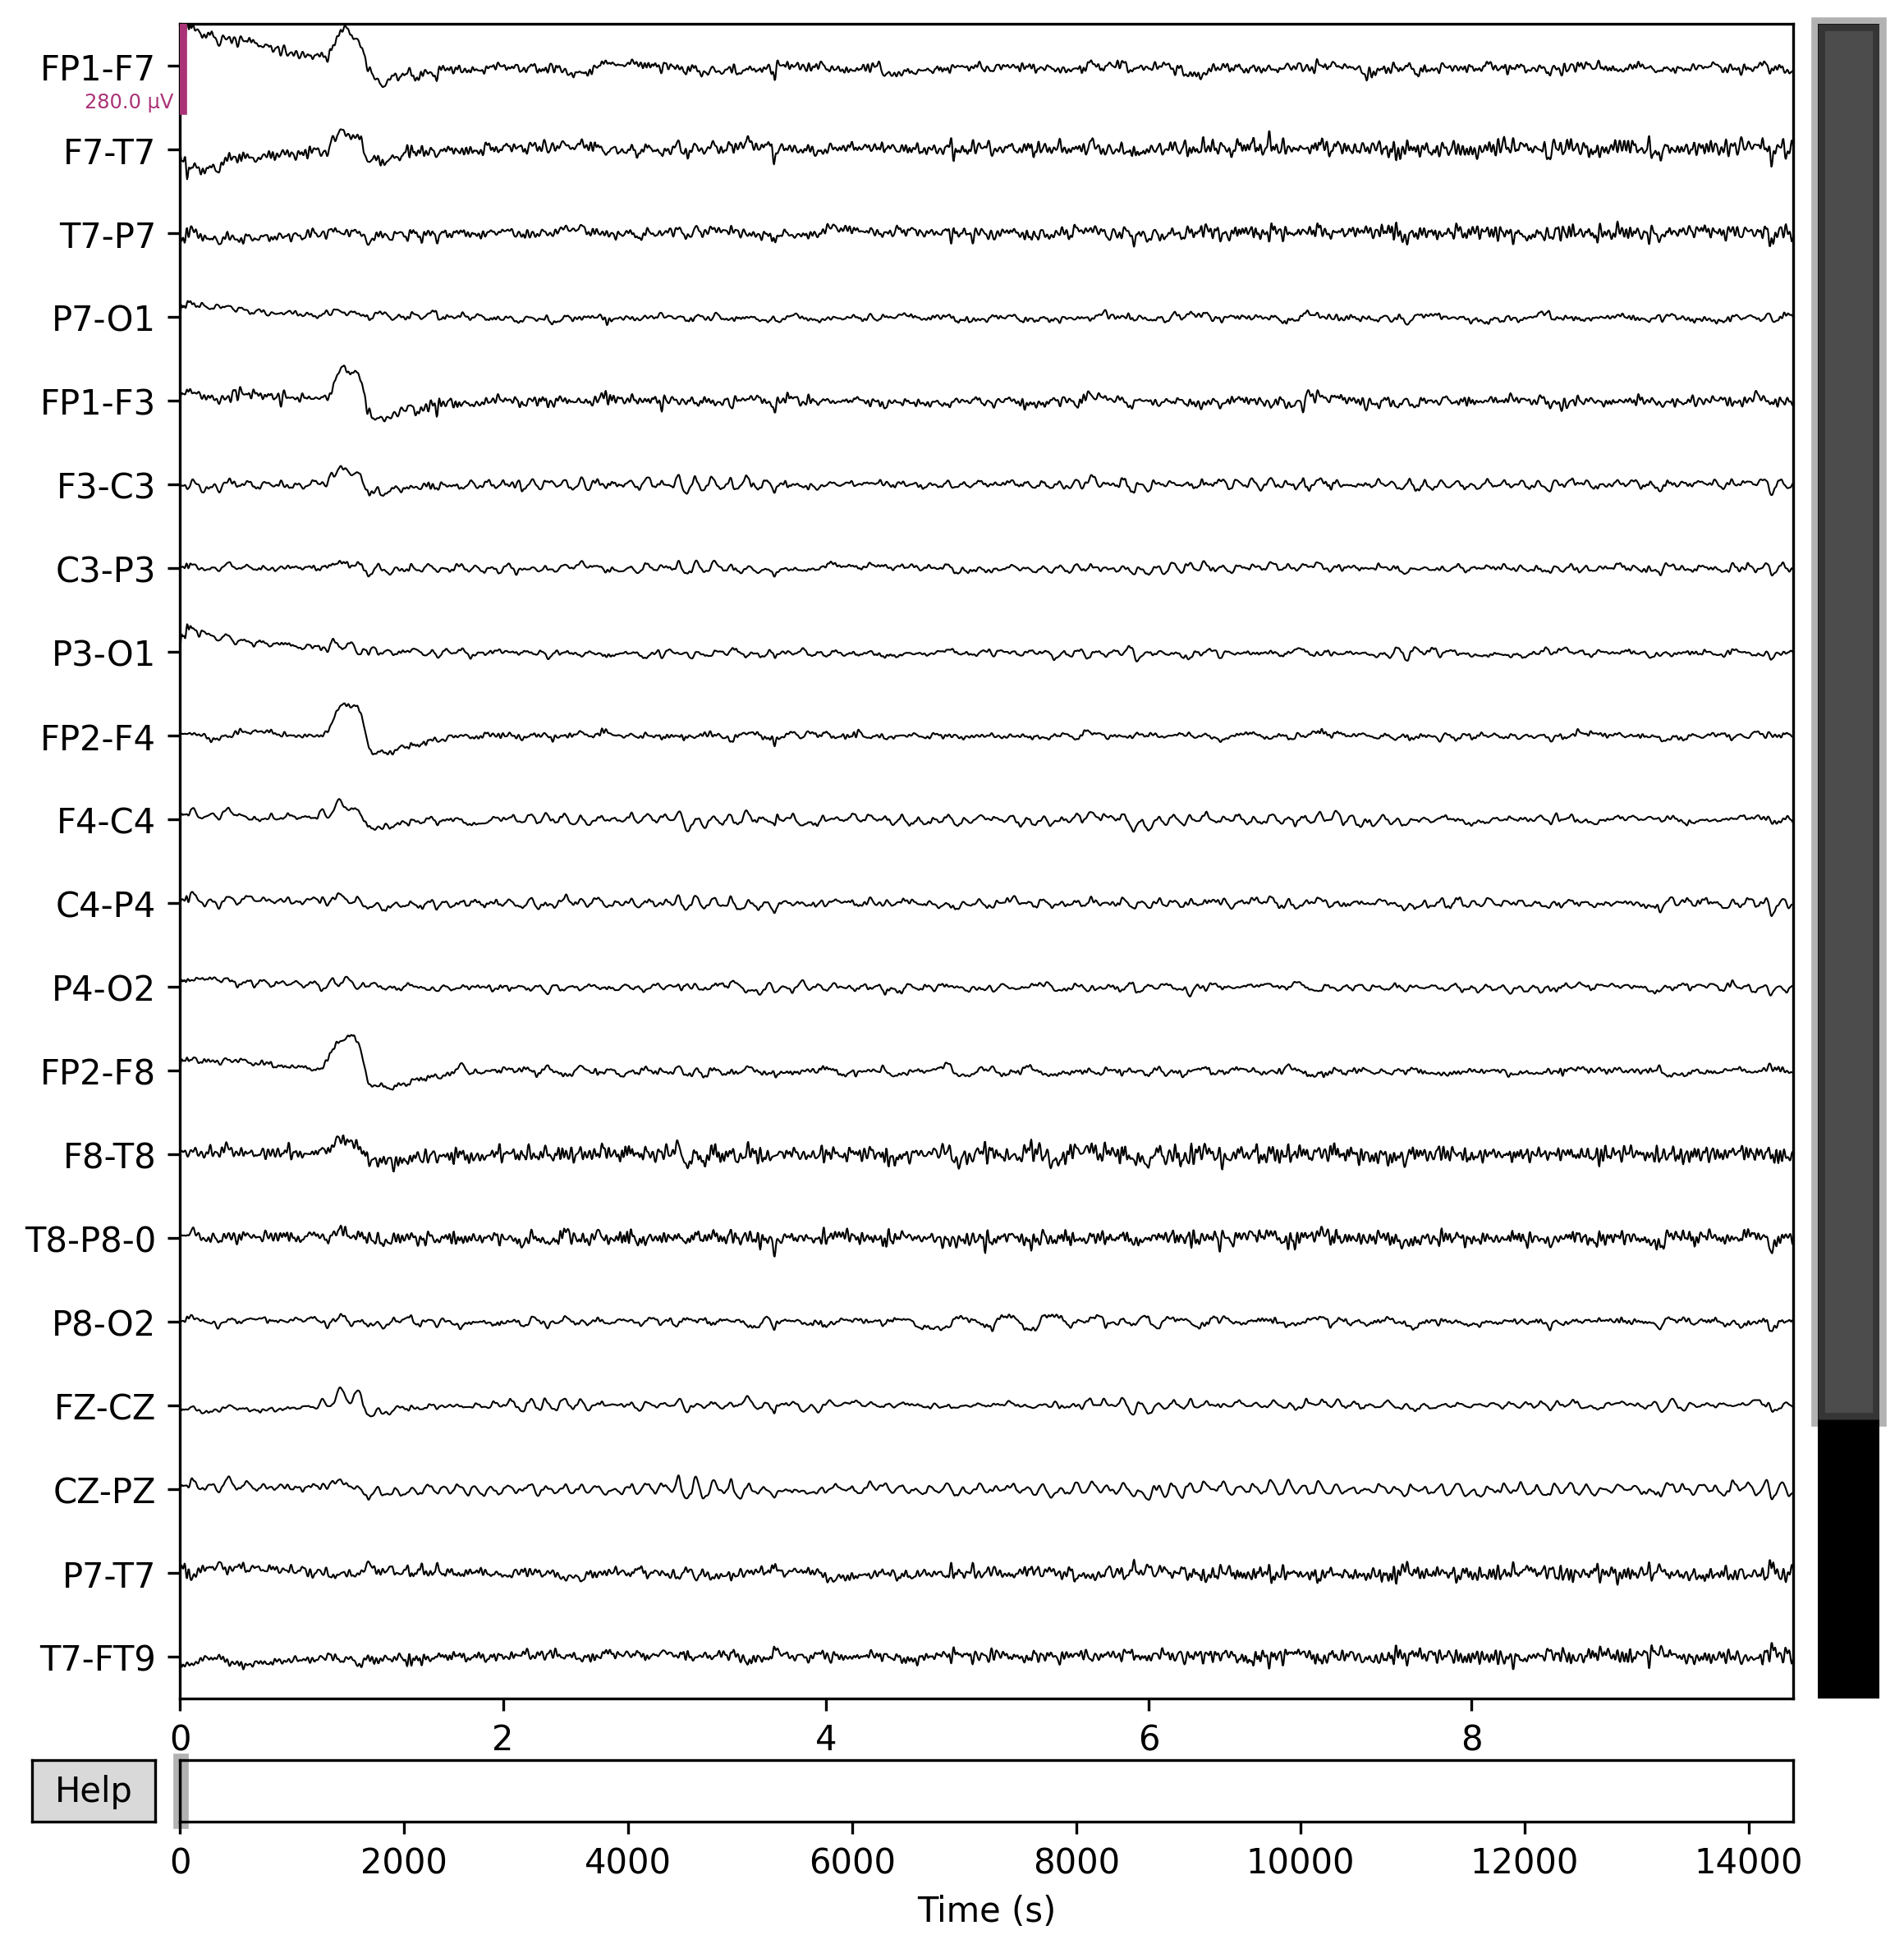 FP1-F7
280.0 µV
F7-T7
T7-P7
P7-O1
FP1-F3
F3-C3
C3-P3
P3-O1
FP2-F4
F4-C4
C4-P4
P4-O2
FP2-F8
F8-T8
T8-P8-0
P8-O2
FZ-CZ
CZ-PZ
P7-T7
T7-FT9
0 2 4 6 8
Help
0 2000 4000 6000 8000 10000 12000 14000
Time (s)